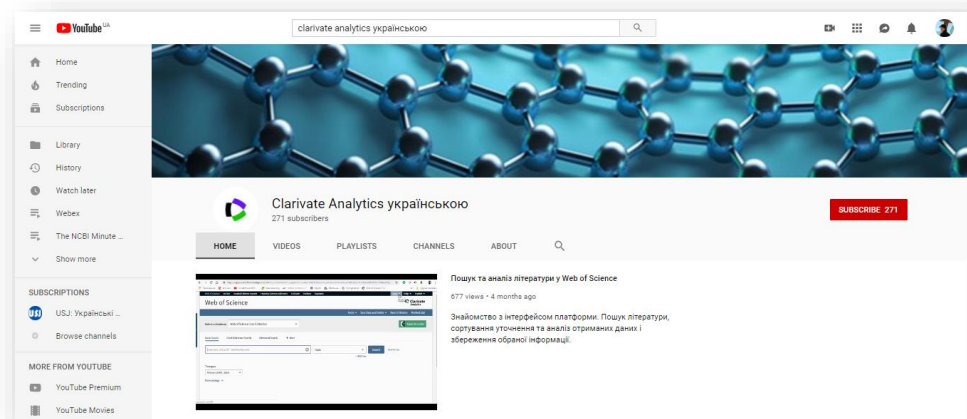 YouTube UA
clarivate analytics українською
Home
Trending
Subscriptions
Library
History
Watch later
Webex
The NCBI Minute ...
Show more
SUBSCRIPTIONS
USJ: Українські ...
Browse channels
MORE FROM YOUTUBE
YouTube Premium
YouTube Movies
Clarivate Analytics українською
271 subscribers
SUBSCRIBE 271
HOME VIDEOS PLAYLISTS CHANNELS ABOUT
Web of Science
Clarivate
Пошук та аналіз літератури у Web of Science
677 views • 4 months ago
Знайомство з інтерфейсом платформи. Пошук літератури,
сортування уточнення та аналіз отриманих даних і
збереження обраної інформації.